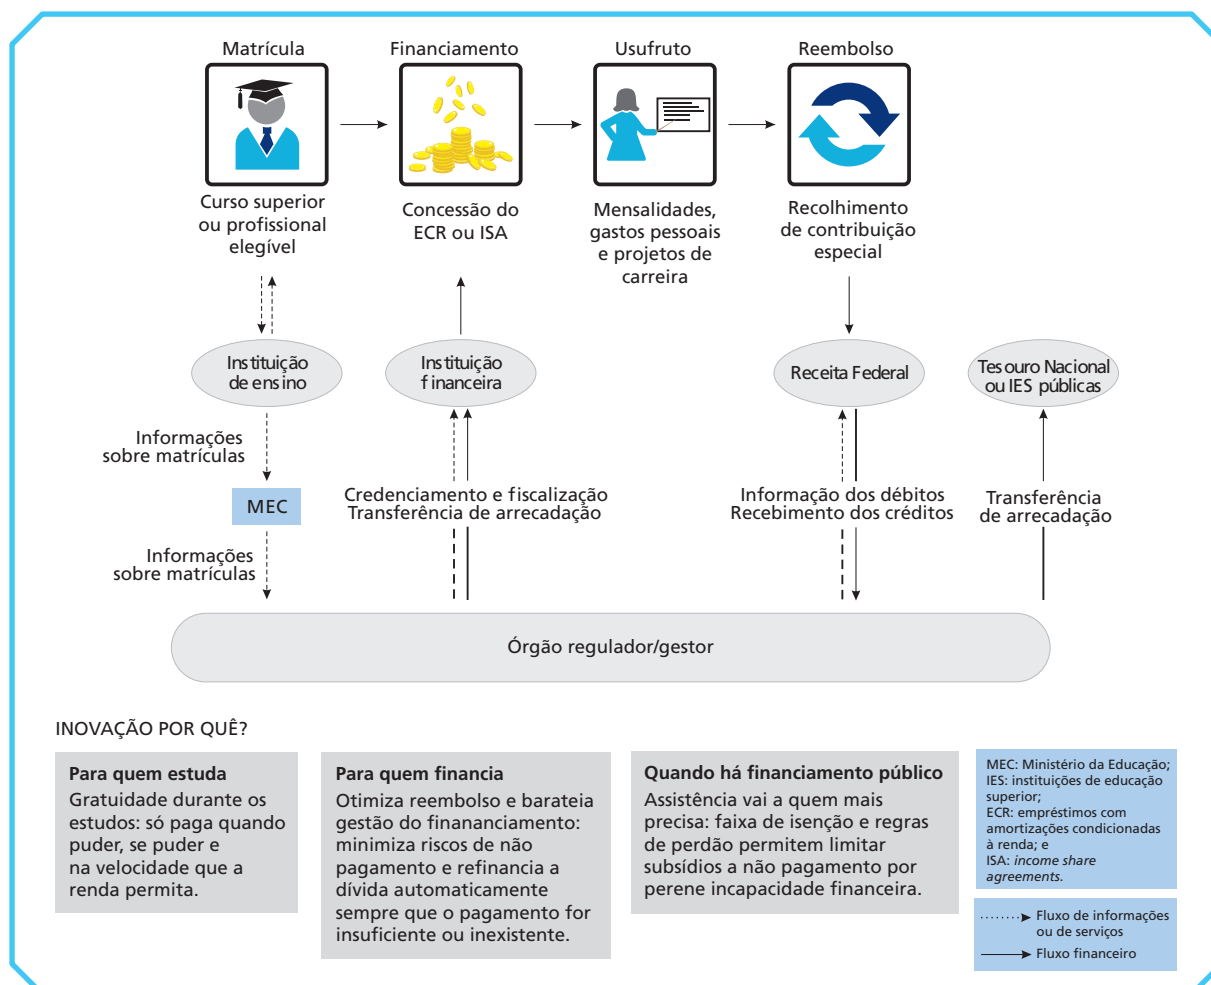 Matrícula
Financiamento
Usufruto
Reembolso
Curso superior
ou profissional
elegível
Concessão do
ECR ou ISA
Mensalidades,
gastos pessoais
e projetos de
carreira
Recolhimento
de contribuição
especial
Instituição
de ensino
Instituição
financeira
Receita Federal
Tesouro Nacional
ou IES públicas
Informações
sobre matrículas
MEC
Informações
sobre matrículas
Credenciamento e fiscalização
Transferência de arrecadação
Informação dos débitos
Recebimento dos créditos
Transferência
de arrecadação
Órgão regulador/gestor
INOVAÇÃO POR QUÊ?
Para quem estuda
Gratuidade durante os
estudos: só paga quando
puder, se puder e
na velocidade que a
renda permita.
Para quem financia
Otimiza reembolso e barateia
gestão do finananciamento:
minimiza riscos de não
pagamento e refinancia a
dívida automaticamente
sempre que o pagamento for
insuficiente ou inexistente.
Quando há financiamento público
Assistência vai a quem mais
precisa: faixa de isenção e regras
de perdão permitem limitar
subsídios a não pagamento por
perene incapacidade financeira.
MEC: Ministério da Educação;
IES: instituições de educação
superior;
ECR: empréstimos com
amortizações condicionadas
à renda; e
ISA: income share
agreements.
Fluxo de informações
ou de serviços
Fluxo financeiro